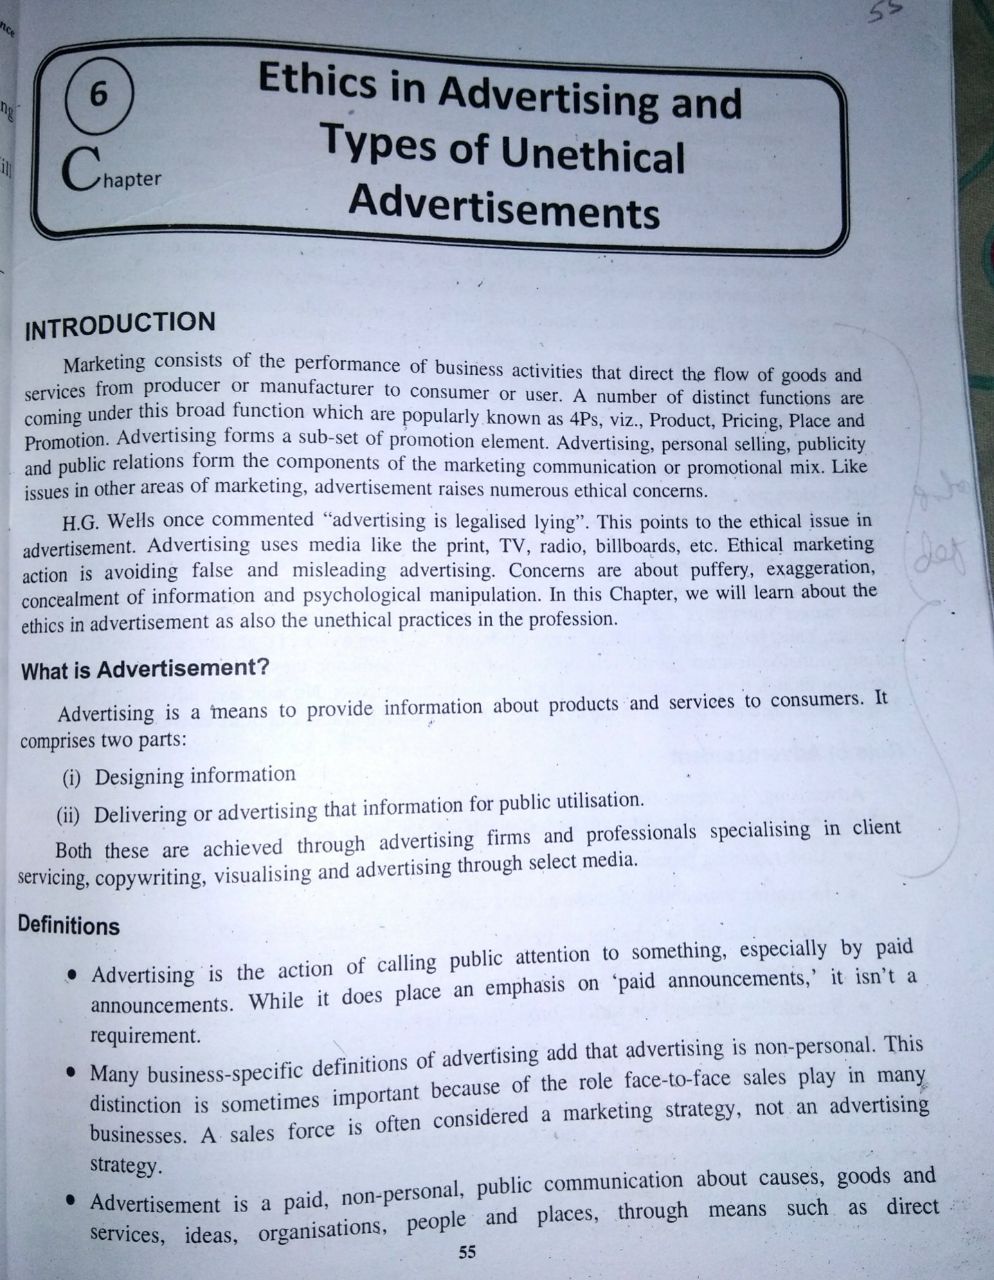 55
nce
ng
ill
6
Chapter
Ethics in Advertising and
Types of Unethical
Advertisements
INTRODUCTION
Marketing consists of the performance of business activities that direct the flow of goods and
services from producer or manufacturer to consumer or user. A number of distinct functions are
coming under this broad function which are popularly known as 4Ps, viz., Product, Pricing, Place and
Promotion. Advertising forms a sub-set of promotion element. Advertising, personal selling, publicity
and public relations form the components of the marketing communication or promotional mix. Like
issues in other areas of marketing, advertisement raises numerous ethical concerns.
H.G. Wells once commented “advertising is legalised lying”. This points to the ethical issue in
advertisement. Advertising uses media like the print, TV, radio, billboards, etc. Ethical marketing
action is avoiding false and misleading advertising. Concerns are about puffery, exaggeration,
concealment of information and psychological manipulation. In this Chapter, we will learn about the
ethics in advertisement as also the unethical practices in the profession.
What is Advertisement?
Advertising is a means to provide information about products and services to consumers. It
comprises two parts:
(i) Designing information
(ii) Delivering or advertising that information for public utilisation.
Both these are achieved through advertising firms and professionals specialising in client
servicing, copywriting, visualising and advertising through select media.
Definitions
• Advertising is the action of calling public attention to something, especially by paid
announcements. While it does place an emphasis on ‘paid announcements,’ it isn’t a
requirement.
• Many business-specific definitions of advertising add that advertising is non-personal. This
distinction is sometimes important because of the role face-to-face sales play in many
businesses. A sales force is often considered a marketing strategy, not an advertising
strategy.
• Advertisement is a paid, non-personal, public communication about causes, goods and
services, ideas, organisations, people and places, through means such as direct
55
def